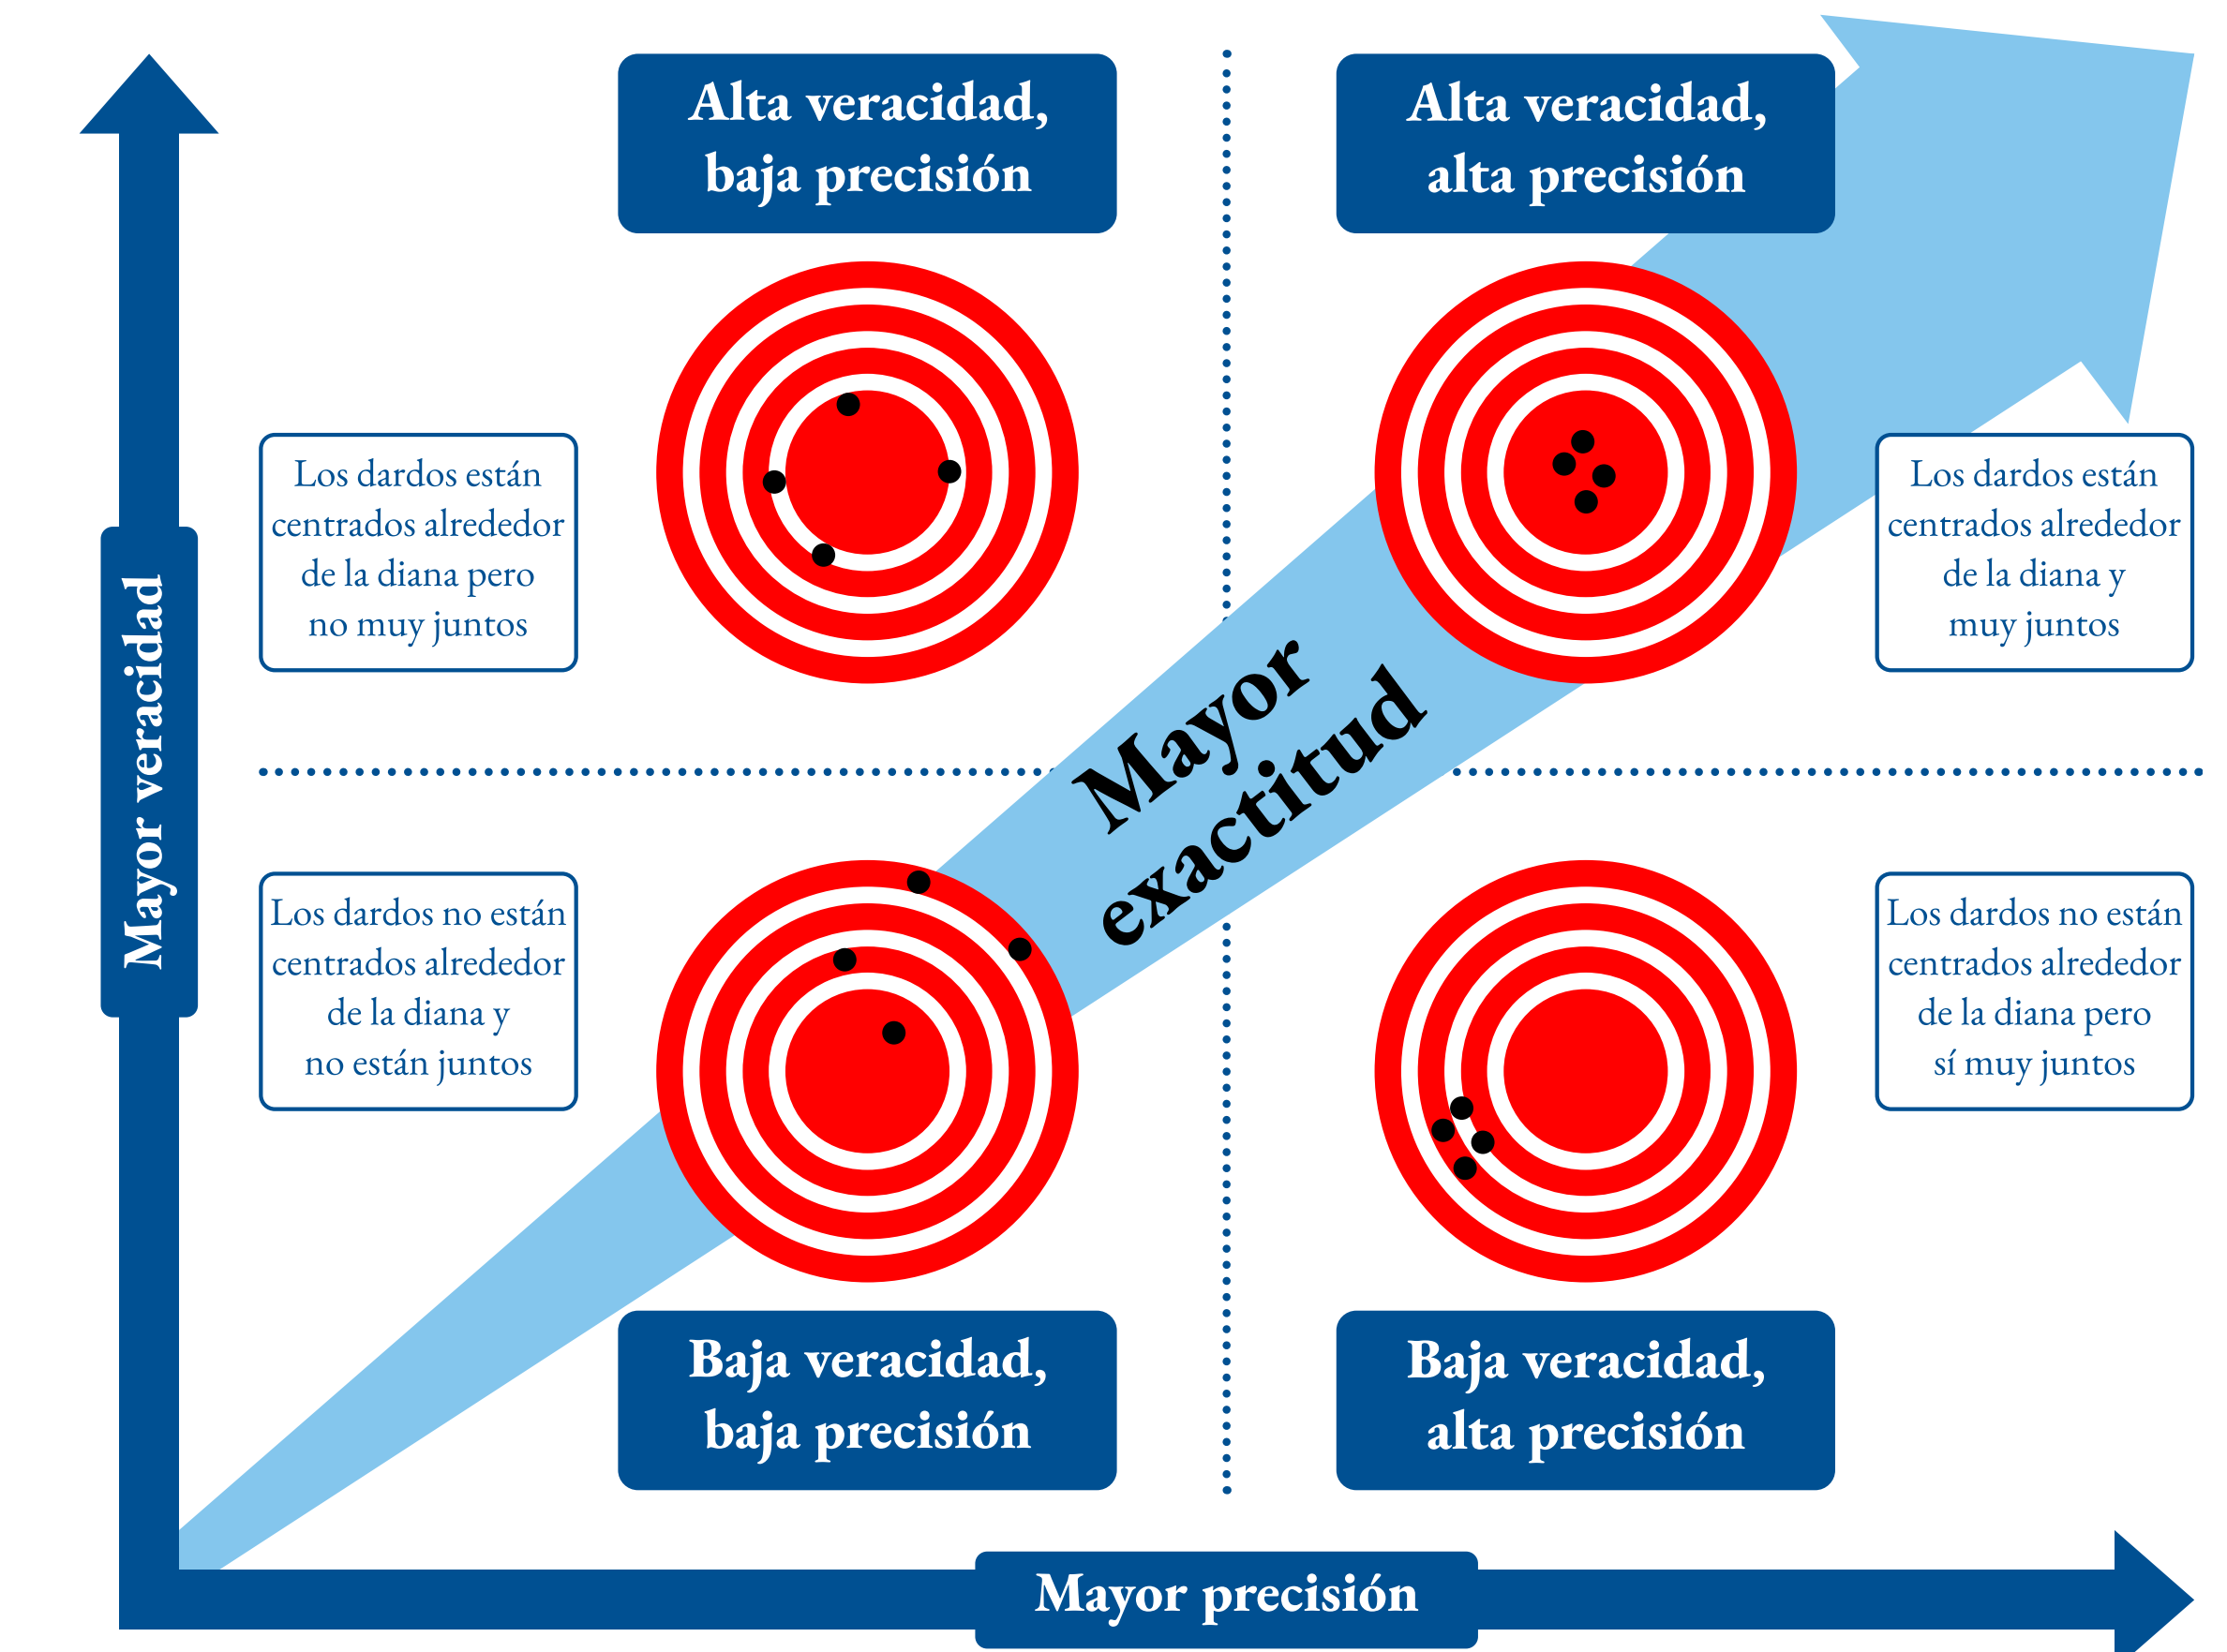 Alta veracidad,
baja precisión
Alta veracidad,
alta precisión
Los dardos están
centrados alrededor
de la diana pero
no muy juntos
Los dardos están
centrados alrededor
de la diana y
muy juntos
Mayor veracidad
Mayor
exactitud
Los dardos no están
centrados alrededor
de la diana y
no están juntos
Los dardos no están
centrados alrededor
de la diana pero
sí muy juntos
Baja veracidad,
baja precisión
Baja veracidad,
alta precisión
Mayor precisión